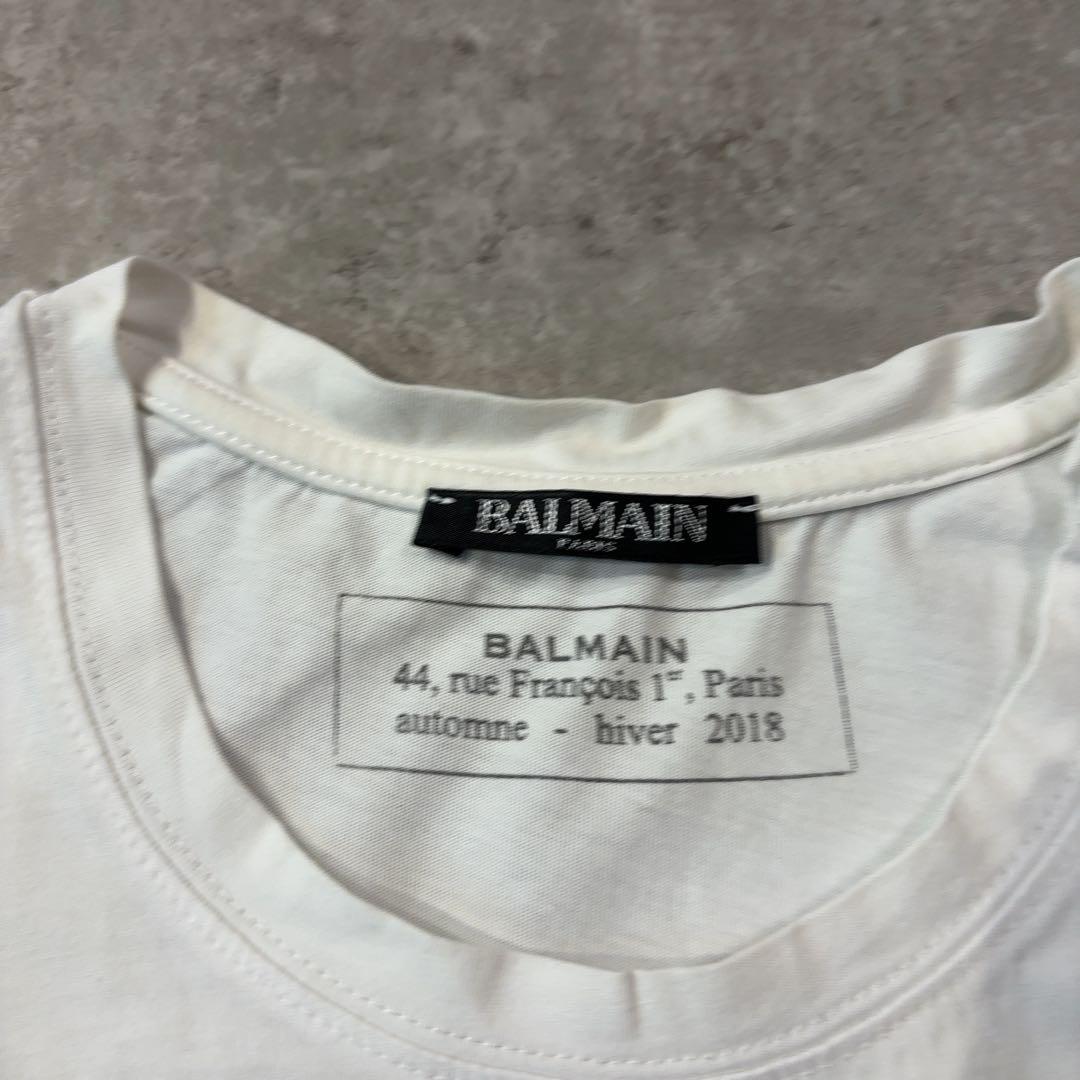 BALMAIN
PARIS
BALMAIN
44, rue François 1er, Paris
automne - hiver 2018